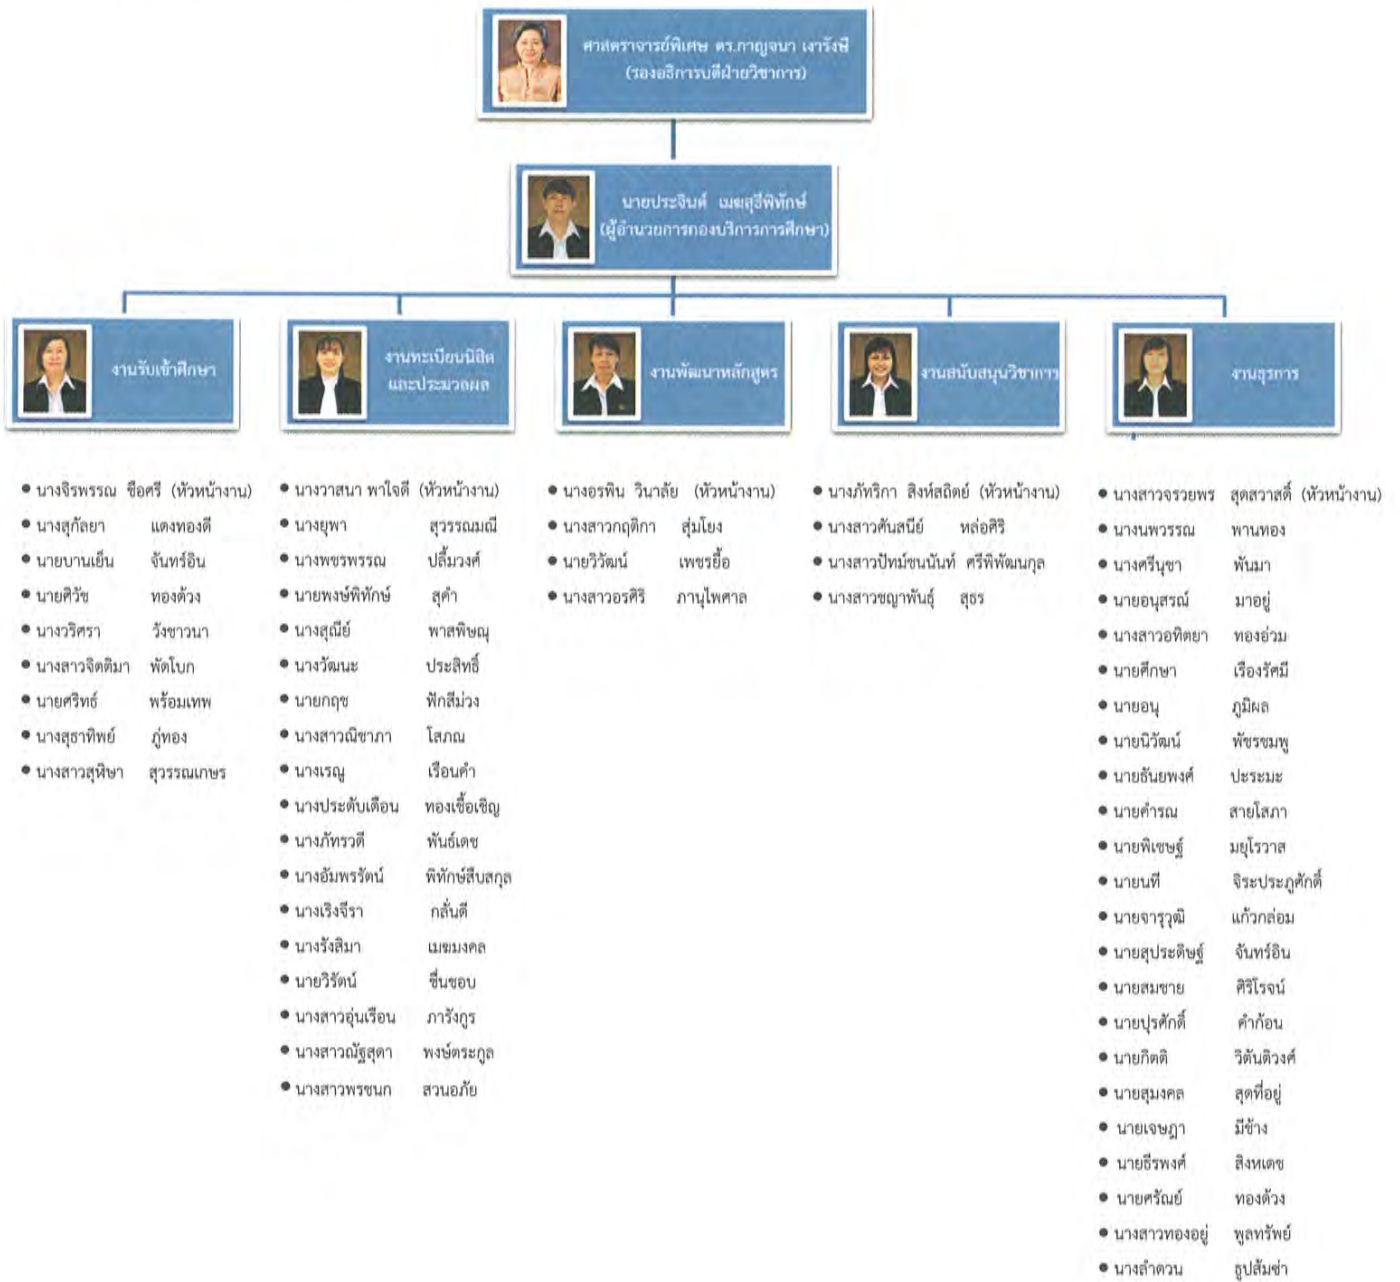 ศาสตราจารย์พิเศษ ดร.กาญจนา เงารังษี
(รองอธิการบดีฝ่ายวิชาการ)
นายประจินต์ เมฆสุธีพิทักษ์
(ผู้อำนวยการกองบริการการศึกษา)
งานรับเข้าศึกษา
นางจิรพรรณ ชือศรี (หัวหน้างาน)
นางสุกัลยา แดงทองดี
นายบานเย็น จันทร์อิน
นายศิวัช ทองด้วง
นางวริศรา วังชาวนา
นางสาวจิตติมา พัดโบก
นายศริทธ์ พร้อมเทพ
นางสุธาทิพย์ ภู่ทอง
นางสาวสุหิษา สุวรรณเกษร
งานทะเบียนนิสิต
และประมวลผล
นางวาสนา พาใจดี (หัวหน้างาน)
นางยุพา สุวรรณมณี
นางพชรพรรณ ปลื้มวงศ์
นายพงษ์พิทักษ์ สุคำ
นางสุณีย์ พาสพิษณุ
นางวัฒนะ ประสิทธิ์
นายกฤช ฟักสีม่วง
นางสาวณิชาภา โสภณ
นางเรณู เรือนคำ
นางประดับเดือน ทองเชื้อเชิญ
นางภัทรวดี พันธ์เดช
นางอัมพรรัตน์ พิทักษ์สืบสกุล
นางเริงจีรา กลั่นดี
นางรังสิมา เมฆมงคล
นายวิรัตน์ ชื่นชอบ
นางสาวอุ่นเรือน ภารังกูร
นางสาวณัฐสุดา พงษ์ตระกูล
นางสาวพรชนก สวนอภัย
งานพัฒนาหลักสูตร
นางอรพิน วินาลัย (หัวหน้างาน)
นางสาวกฤติกา สุ่มโยง
นายวิวัฒน์ เพชรยื้อ
นางสาวอรศิริ ภานุไพศาล
งานสนับสนุนวิชาการ
นางภัทริกา สิงห์สถิตย์ (หัวหน้างาน)
นางสาวศันสนีย์ หล่อศิริ
นางสาวปัทม์ชนนันท์ ศรีพิพัฒนกุล
นางสาวชญาพันธุ์ สุธร
งานธุรการ
นางสาวจรวยพร สุดสวาสดิ์ (หัวหน้างาน)
นางนพวรรณ พานทอง
นางศรีนุชา พันมา
นายอนุสรณ์ มาอยู่
นางสาวอทิตยา ทองอ่วม
นายศึกษา เรืองรัศมี
นายอนุ ภูมิผล
นายนิวัฒน์ พัชรชมพู
นายธันยพงศ์ ปะระมะ
นายคำรณ สายโสภา
นายพิเชษฐ์ มยุโรวาส
นายนที จิระประภูศักดิ์
นายจารุวุฒิ แก้วกล่อม
นายสุประดิษฐ์ จันทร์อิน
นายสมชาย ศิริโรจน์
นายปุรศักดิ์ คำก้อน
นายกิตติ วิตันติวงศ์
นายสุมงคล สุดที่อยู่
นายเจษฎา มีช้าง
นายธีรพงศ์ สิงหเดช
นายศรัณย์ ทองด้วง
นางสาวทองอยู่ พูลทรัพย์
นางลำดวน ธูปส้มซ่า